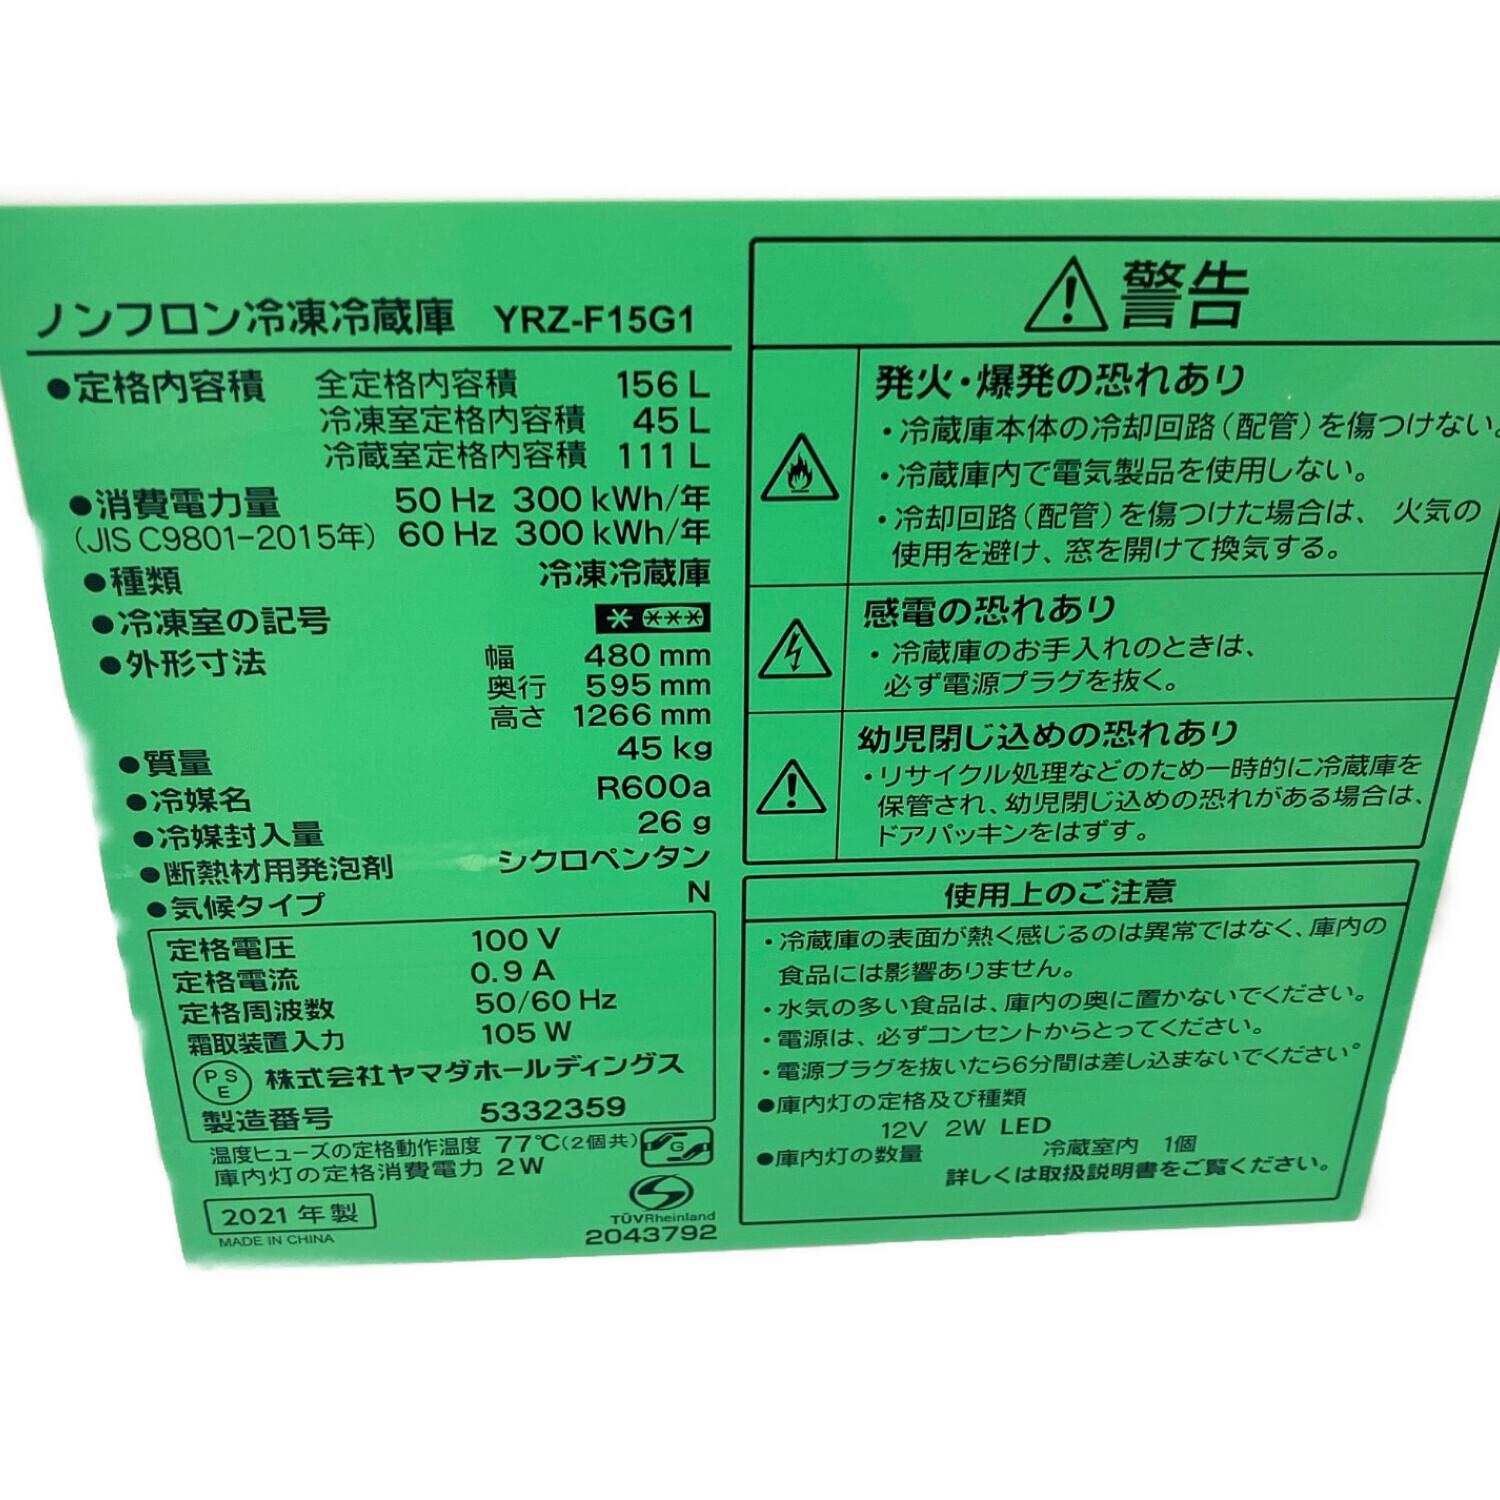 ノンフロン冷凍冷蔵庫 YRZ-F15G1
●定格内容積 全定格内容積 156 L
冷凍室定格内容積 45 L
冷蔵室定格内容積 111 L
●消費電力量 50 Hz 300 kWh/年
(JIS C9801-2015年) 60 Hz 300 kWh/年
●種類 冷凍冷蔵庫
●冷凍室の記号
●外形寸法 幅 480 mm
奥行 595 mm
高さ 1266 mm
●質量 45 kg
●冷媒名 R600a
●冷媒封入量 26 g
●断熱材用発泡剤 シクロペンタン
●気候タイプ N
定格電圧 100 V
定格電流 0.9 A
定格周波数 50/60 Hz
霜取装置入力 105 W
PSE 株式会社ヤマダホールディングス
製造番号 5332359
温度ヒューズの定格動作温度 77℃(2個共)
G
庫内灯の定格消費電力 2W
2021 年製
MADE IN CHINA
TÜVRheinland
2043792
警告
発火・爆発の恐れあり
・冷蔵庫本体の冷却回路(配管)を傷つけない。
・冷蔵庫内で電気製品を使用しない。
・冷却回路(配管)を傷つけた場合は、火気の
使用を避け、窓を開けて換気する。
感電の恐れあり
・冷蔵庫のお手入れのときは、
必ず電源プラグを抜く。
幼児閉じ込めの恐れあり
・リサイクル処理などのため一時的に冷蔵庫を
保管され、幼児閉じ込めの恐れがある場合は、
ドアパッキンをはずす。
使用上のご注意
・冷蔵庫の表面が熱く感じるのは異常ではなく、庫内の
食品には影響ありません。
・水気の多い食品は、庫内の奥に置かないでください。
・電源は、必ずコンセントからとってください。
・電源プラグを抜いたら6分間は差し込まないでください。
●庫内灯の定格及び種類
12V 2W LED
●庫内灯の数量 冷蔵室内 1個
詳しくは取扱説明書をご覧ください。